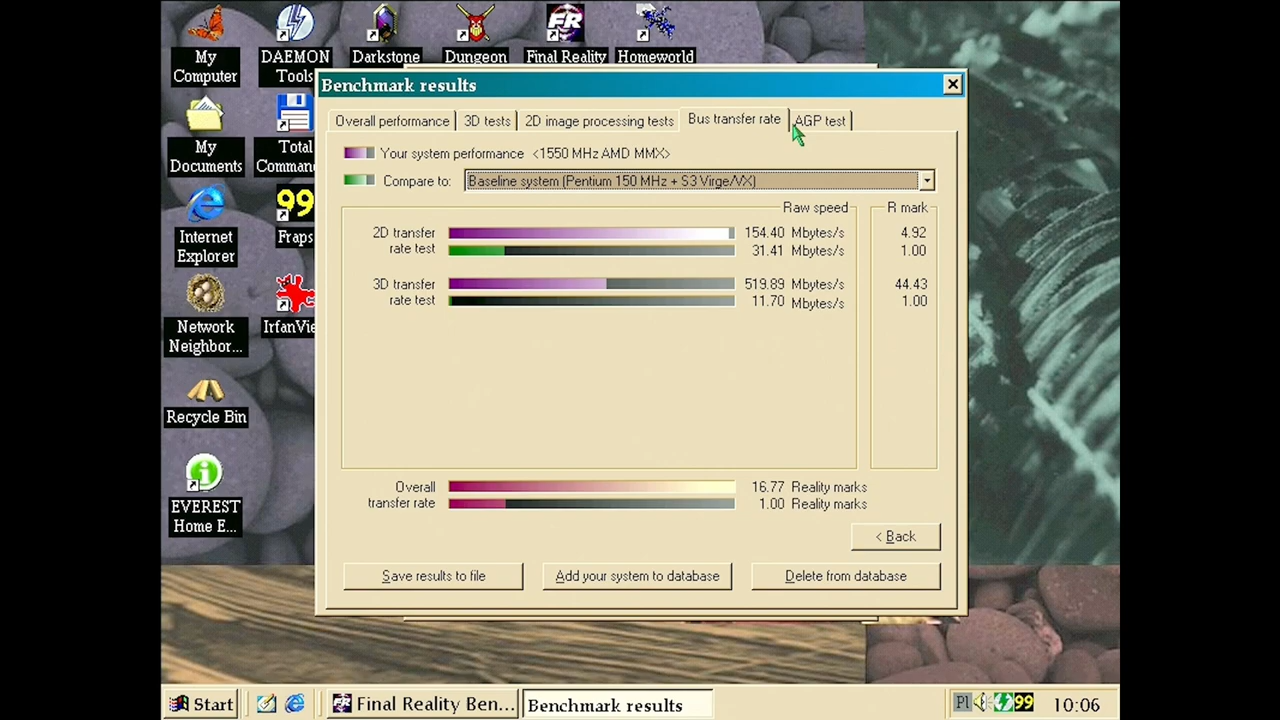 My
Computer
DAEMON
Tools
Darkstone
Dungeon
Final Reality
Homeworld
My
Documents
Total
Comman
Internet
Explorer
Fraps
Network
Neighbor...
IrfanVi
Recycle Bin
EVEREST
Home E...
Benchmark results
Overall performance
3D tests
2D image processing tests
Bus transfer rate
AGP test
Your system performance <1550 MHz AMD MMX>
Compare to: Baseline system (Pentium 150 MHz + S3 Virge/VX)
Raw speed
R mark
2D transfer 154.40 Mbytes/s 4.92
rate test 31.41 Mbytes/s 1.00
3D transfer 519.89 Mbytes/s 44.43
rate test 11.70 Mbytes/s 1.00
Overall 16.77 Reality marks
transfer rate 1.00 Reality marks
< Back
Save results to file
Add your system to database
Delete from database
Start
Final Reality Ben...
Benchmark results
Pl
99
10:06